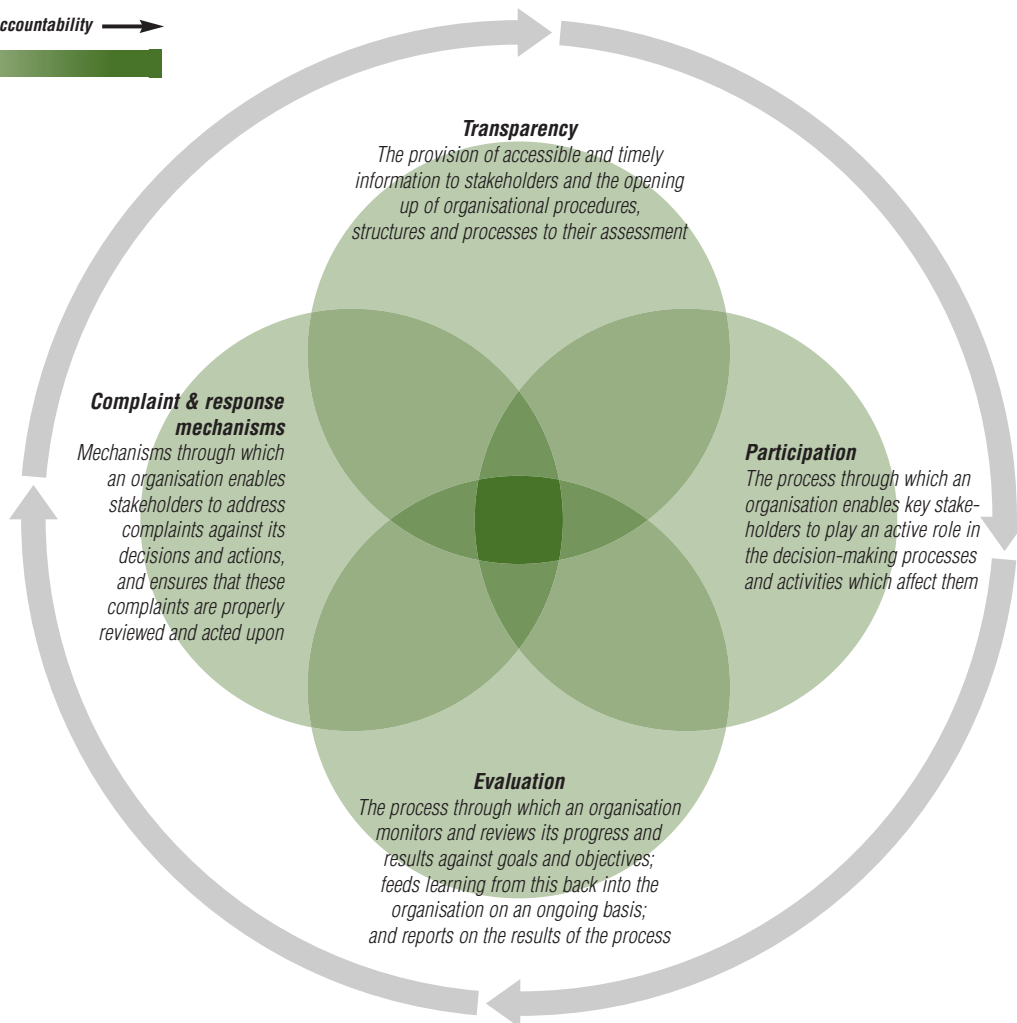 ccountability
Transparency
The provision of accessible and timely
information to stakeholders and the opening
up of organisational procedures,
structures and processes to their assessment
Complaint & response
mechanisms
Mechanisms through which
an organisation enables
stakeholders to address
complaints against its
decisions and actions,
and ensures that these
complaints are properly
reviewed and acted upon
Participation
The process through which an
organisation enables key stake-
holders to play an active role in
the decision-making processes
and activities which affect them
Evaluation
The process through which an organisation
monitors and reviews its progress and
results against goals and objectives;
feeds learning from this back into the
organisation on an ongoing basis;
and reports on the results of the process